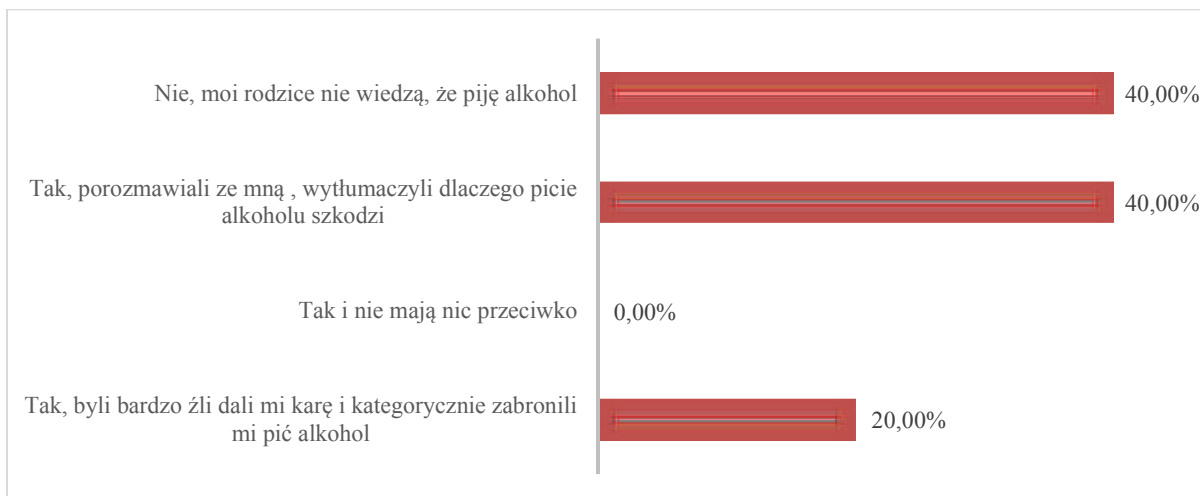 Nie, moi rodzice nie wiedzą, że piję alkohol
40,00%
Tak, porozmawiali ze mną , wytłumaczyli dlaczego picie
alkoholu szkodzi
40,00%
Tak i nie mają nic przeciwko
0,00%
Tak, byli bardzo źli dali mi karę i kategorycznie zabronili
mi pić alkohol
20,00%